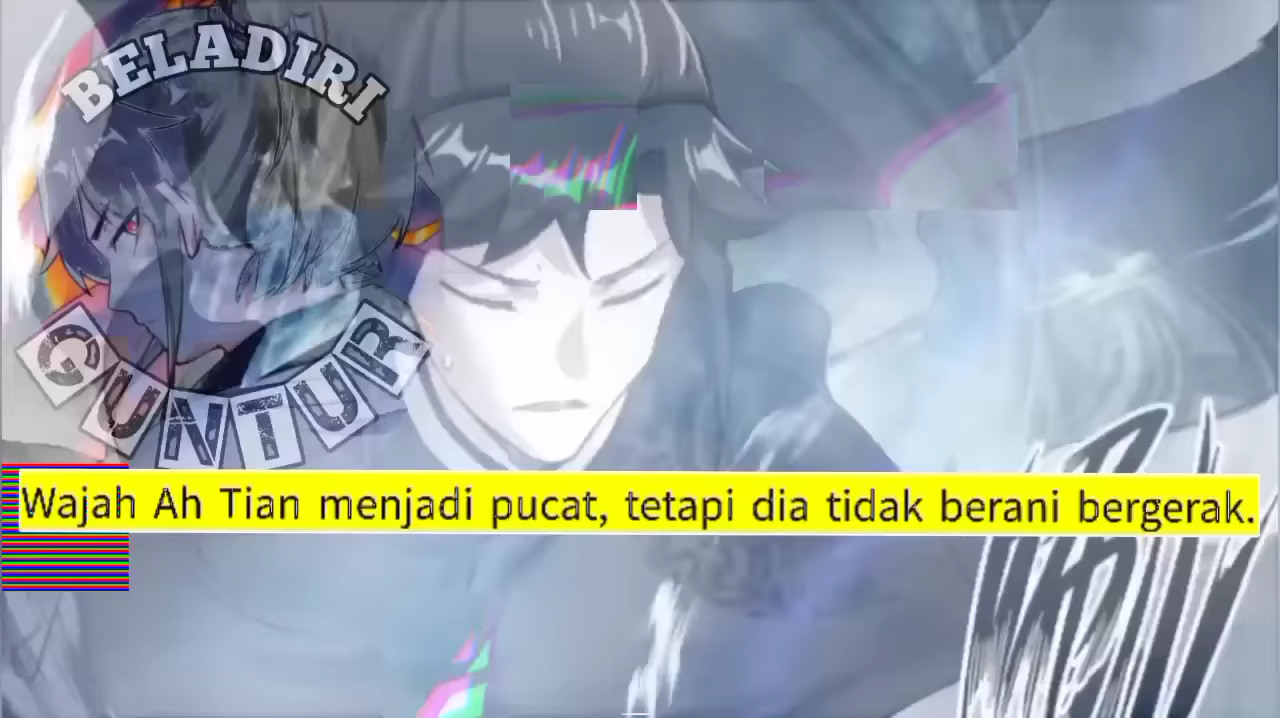 BELADIRI
GUNTUR
Wajah Ah Tian menjadi pucat, tetapi dia tidak berani bergerak.